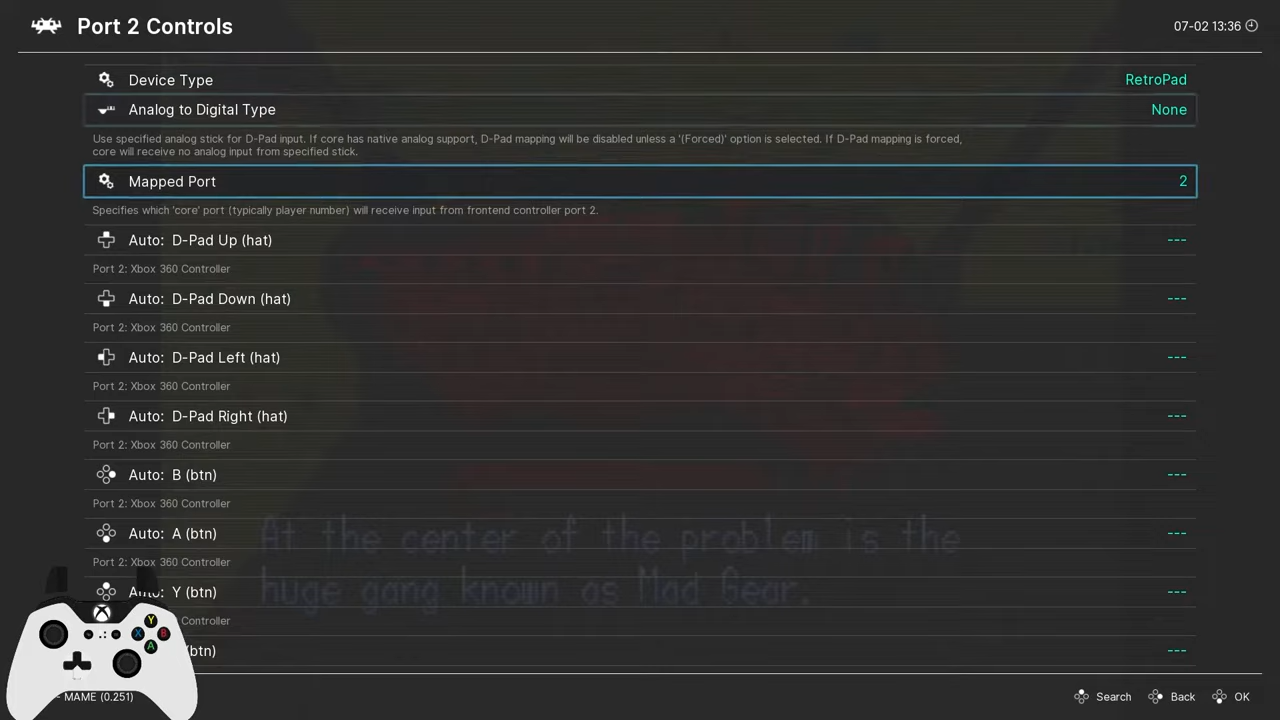 Port 2 Controls
07-02 13:36
Device Type
RetroPad
Analog to Digital Type
None
Use specified analog stick for D-Pad input. If core has native analog support, D-Pad mapping will be disabled unless a '(Forced)' option is selected. If D-Pad mapping is forced,
core will receive no analog input from specified stick.
Mapped Port
2
Specifies which 'core' port (typically player number) will receive input from frontend controller port 2.
Auto: D-Pad Up (hat)
---
Port 2: Xbox 360 Controller
Auto: D-Pad Down (hat)
---
Port 2: Xbox 360 Controller
Auto: D-Pad Left (hat)
---
Port 2: Xbox 360 Controller
Auto: D-Pad Right (hat)
---
Port 2: Xbox 360 Controller
Auto: B (btn)
---
Port 2: Xbox 360 Controller
Auto: A (btn)
---
At the center of the problem is the
Port 2: Xbox 360 Controller
huge gang known as Mad Gear.
Auto: Y (btn)
---
Controller
(btn)
---
Y
X B
A
- MAME (0.251)
Search
Back
OK